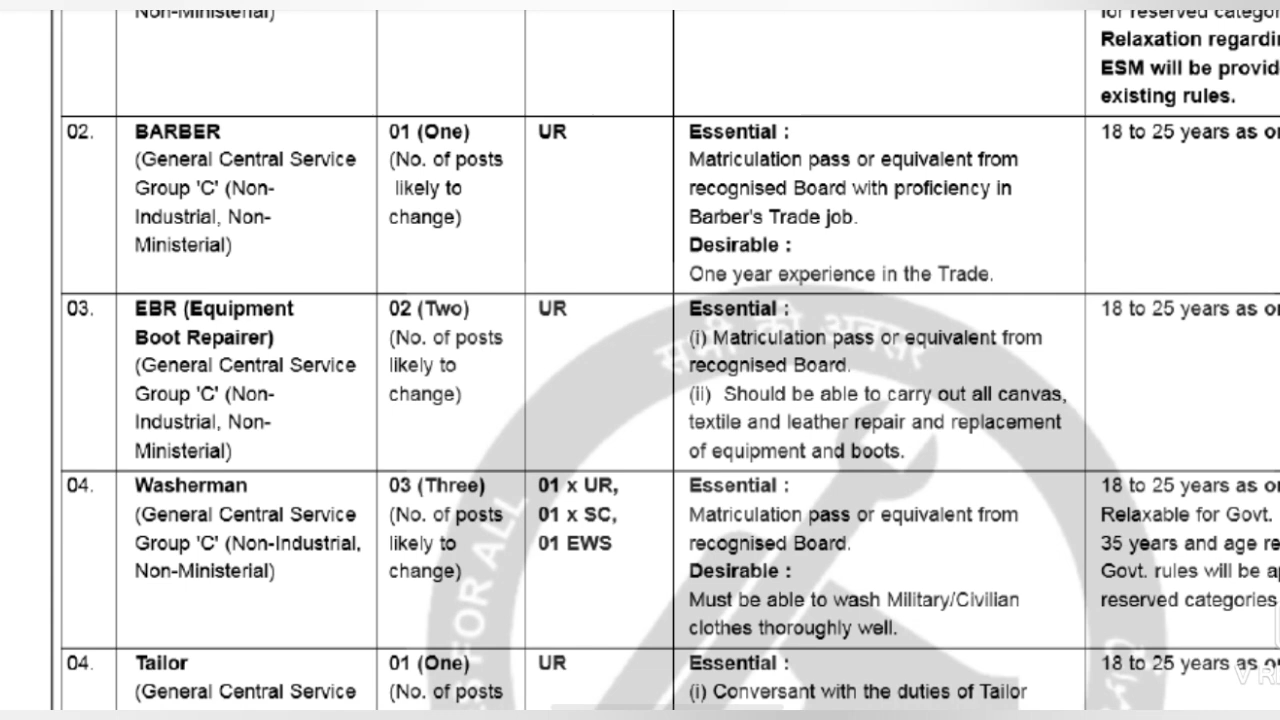 Non-Ministerial)
for reserved categor
Relaxation regardin
ESM will be provid
existing rules.
02.
BARBER
(General Central Service
Group 'C' (Non-
Industrial, Non-
Ministerial)
01 (One)
(No. of posts
likely to
change)
UR
Essential :
Matriculation pass or equivalent from
recognised Board with proficiency in
Barber's Trade job.
Desirable :
One year experience in the Trade.
18 to 25 years as on
03.
EBR (Equipment
Boot Repairer)
(General Central Service
Group 'C' (Non-
Industrial, Non-
Ministerial)
02 (Two)
(No. of posts
likely to
change)
UR
Essential :
(i) Matriculation pass or equivalent from
recognised Board.
(ii) Should be able to carry out all canvas,
textile and leather repair and replacement
of equipment and boots.
18 to 25 years as on
04.
Washerman
(General Central Service
Group 'C' (Non-Industrial,
Non-Ministerial)
03 (Three)
(No. of posts
likely to
change)
01 x UR,
01 x SC,
01 EWS
Essential :
Matriculation pass or equivalent from
recognised Board.
Desirable :
Must be able to wash Military/Civilian
clothes thoroughly well.
18 to 25 years as on
Relaxable for Govt.
35 years and age re
Govt. rules will be ap
reserved categories
04.
Tailor
(General Central Service
01 (One)
(No. of posts
UR
Essential :
(i) Conversant with the duties of Tailor
18 to 25 years as on
FOR ALL